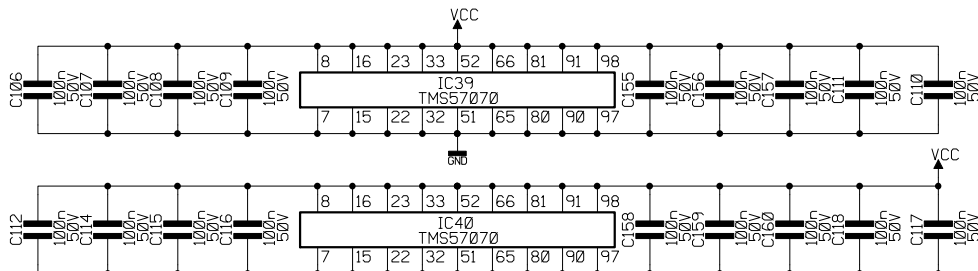 VCC
8 16 23 33 52 66 81 91 98
C106 100n 50V C107 100n 50V C108 100n 50V C109 100n 50V IC39 C155 100n 50V C156 100n 50V C157 100n 50V C111 100n 50V C110 100n 50V
TMS57070
7 15 22 32 51 65 80 90 97
GND
VCC
8 16 23 33 52 66 81 91 98
C112 100n 50V C114 100n 50V C115 100n 50V C116 100n 50V IC40 C158 100n 50V C159 100n 50V C160 100n 50V C118 100n 50V C117 100n 50V
TMS57070
7 15 22 32 51 65 80 90 97